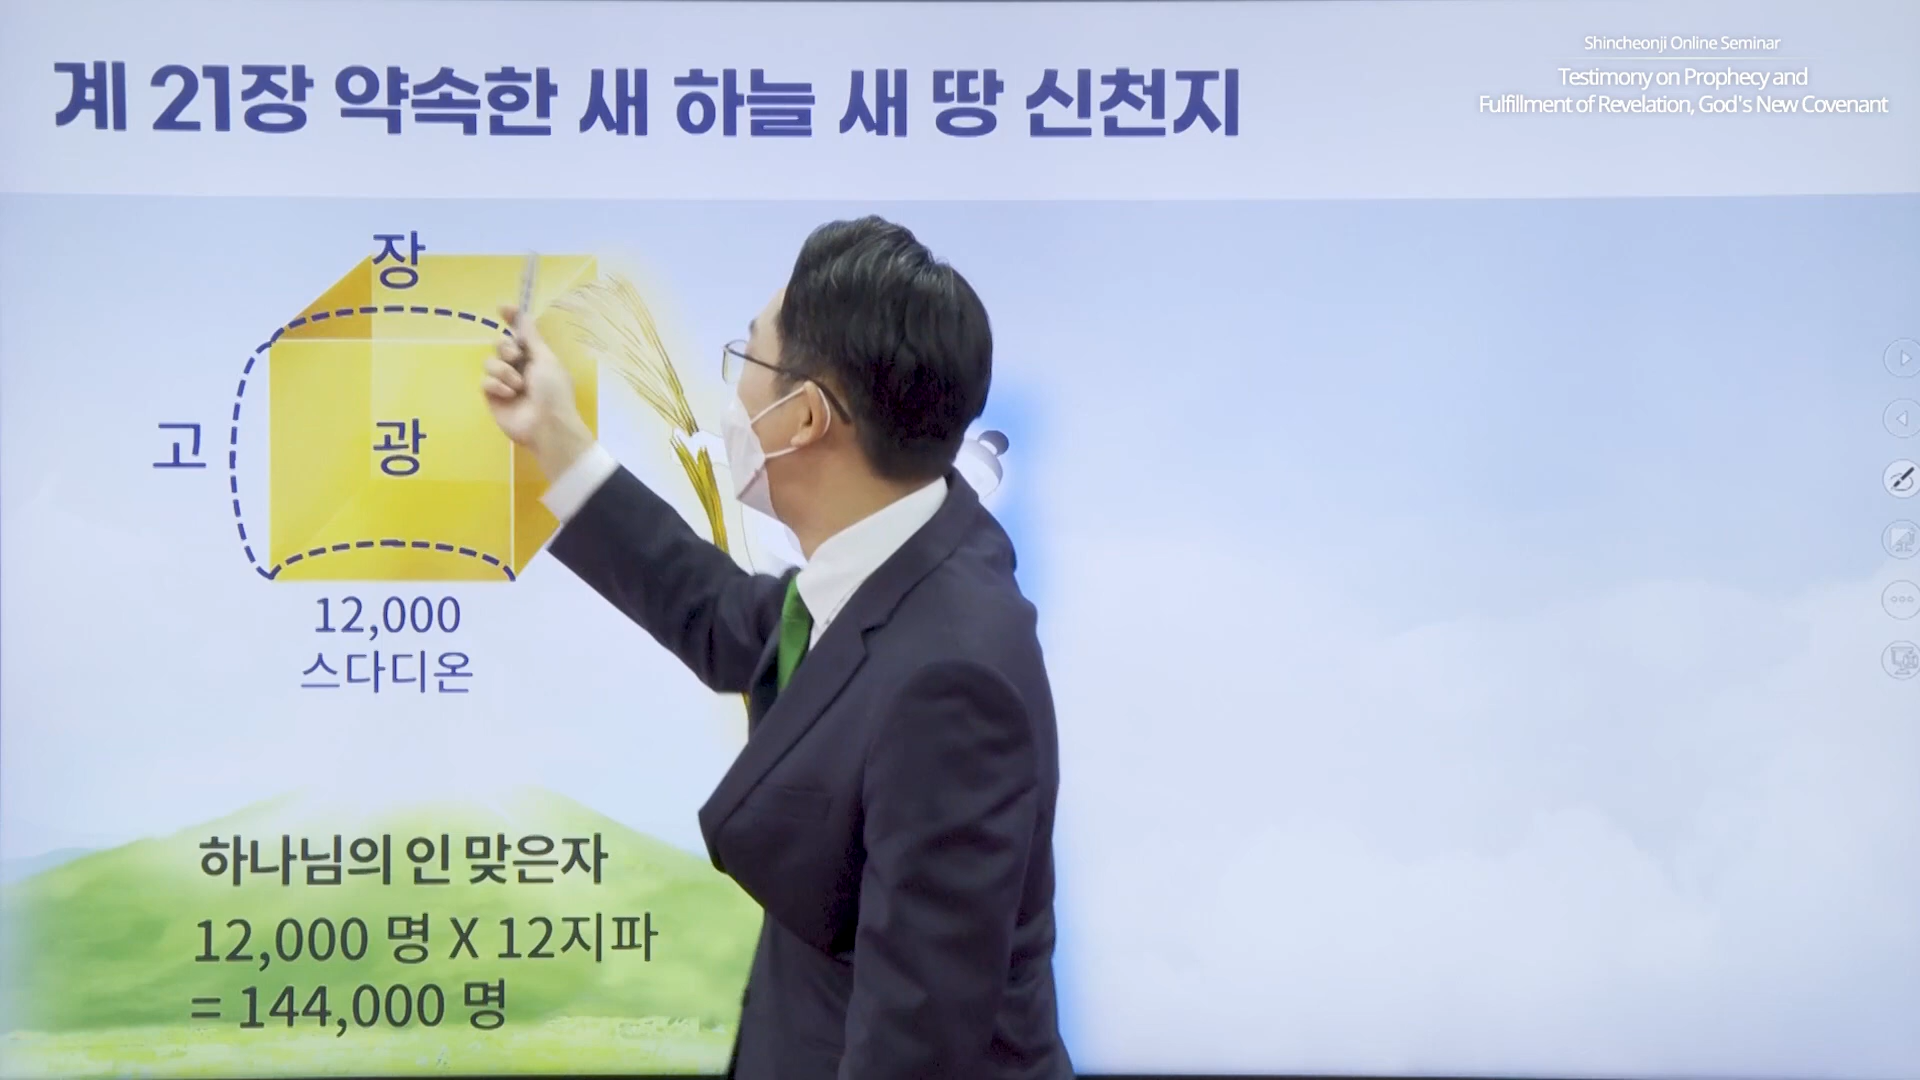 계 21장 약속한 새 하늘 새 땅 신천지
Shincheonji Online Seminar
Testimony on Prophecy and
Fulfillment of Revelation, God's New Covenant
장
고
광
12,000
스다디온
하나님의 인 맞은자
12,000 명 X 12지파
= 144,000 명